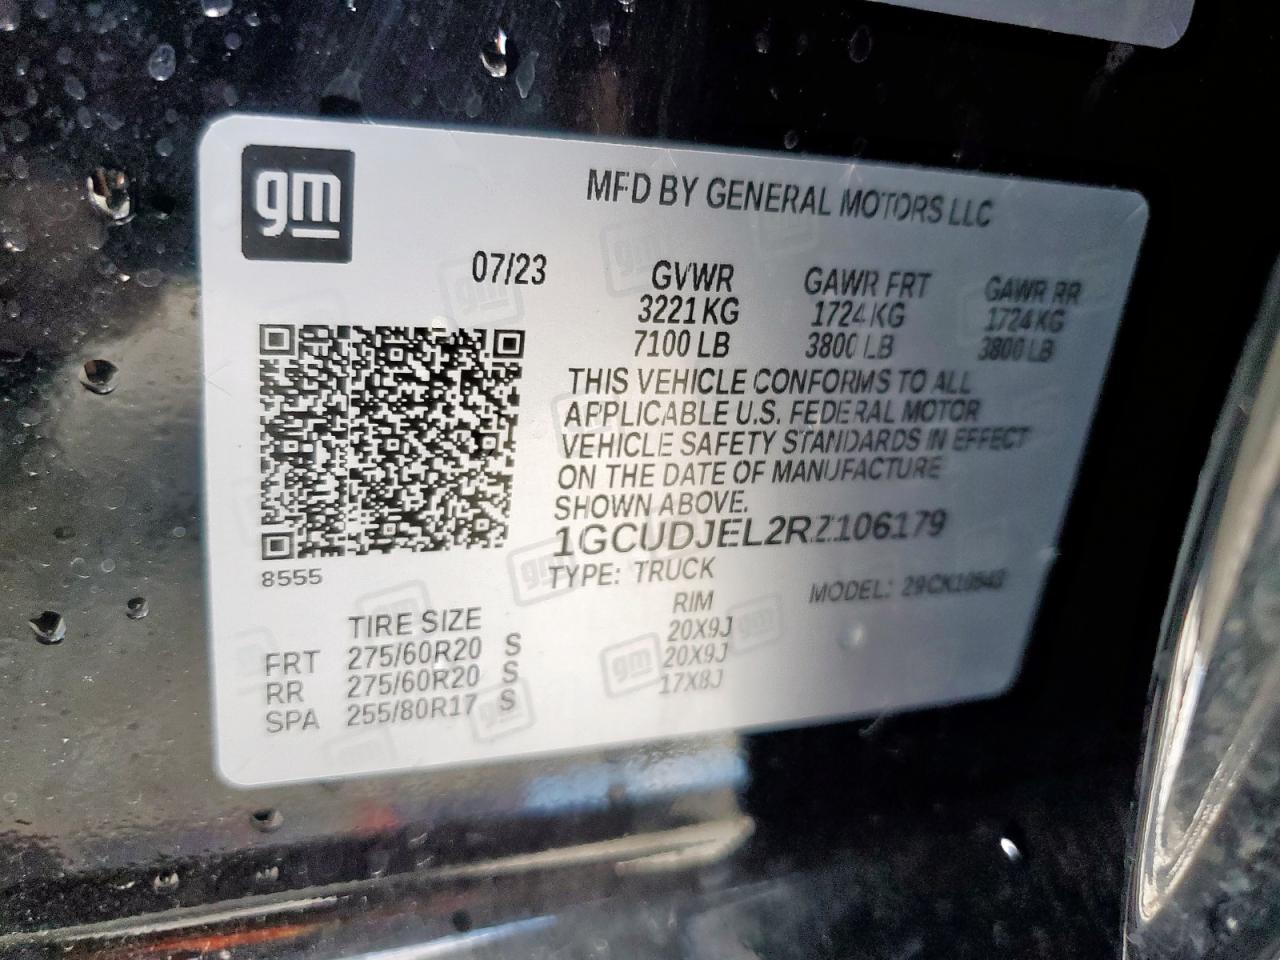 gm
MFD BY GENERAL MOTORS LLC
07/23
GVWR GAWR FRT GAWR RR
3221 KG 1724 KG 1724 KG
7100 LB 3800 LB 3800 LB
THIS VEHICLE CONFORMS TO ALL
APPLICABLE U.S. FEDERAL MOTOR
VEHICLE SAFETY STANDARDS IN EFFECT
ON THE DATE OF MANUFACTURE
SHOWN ABOVE.
1GCUDJEL2RZ106179
8555
TYPE: TRUCK MODEL:
TIRE SIZE RIM
FRT 275/60R20 S 20X9J
RR 275/60R20 S 20X9J
SPA 255/80R17 S 17X8J